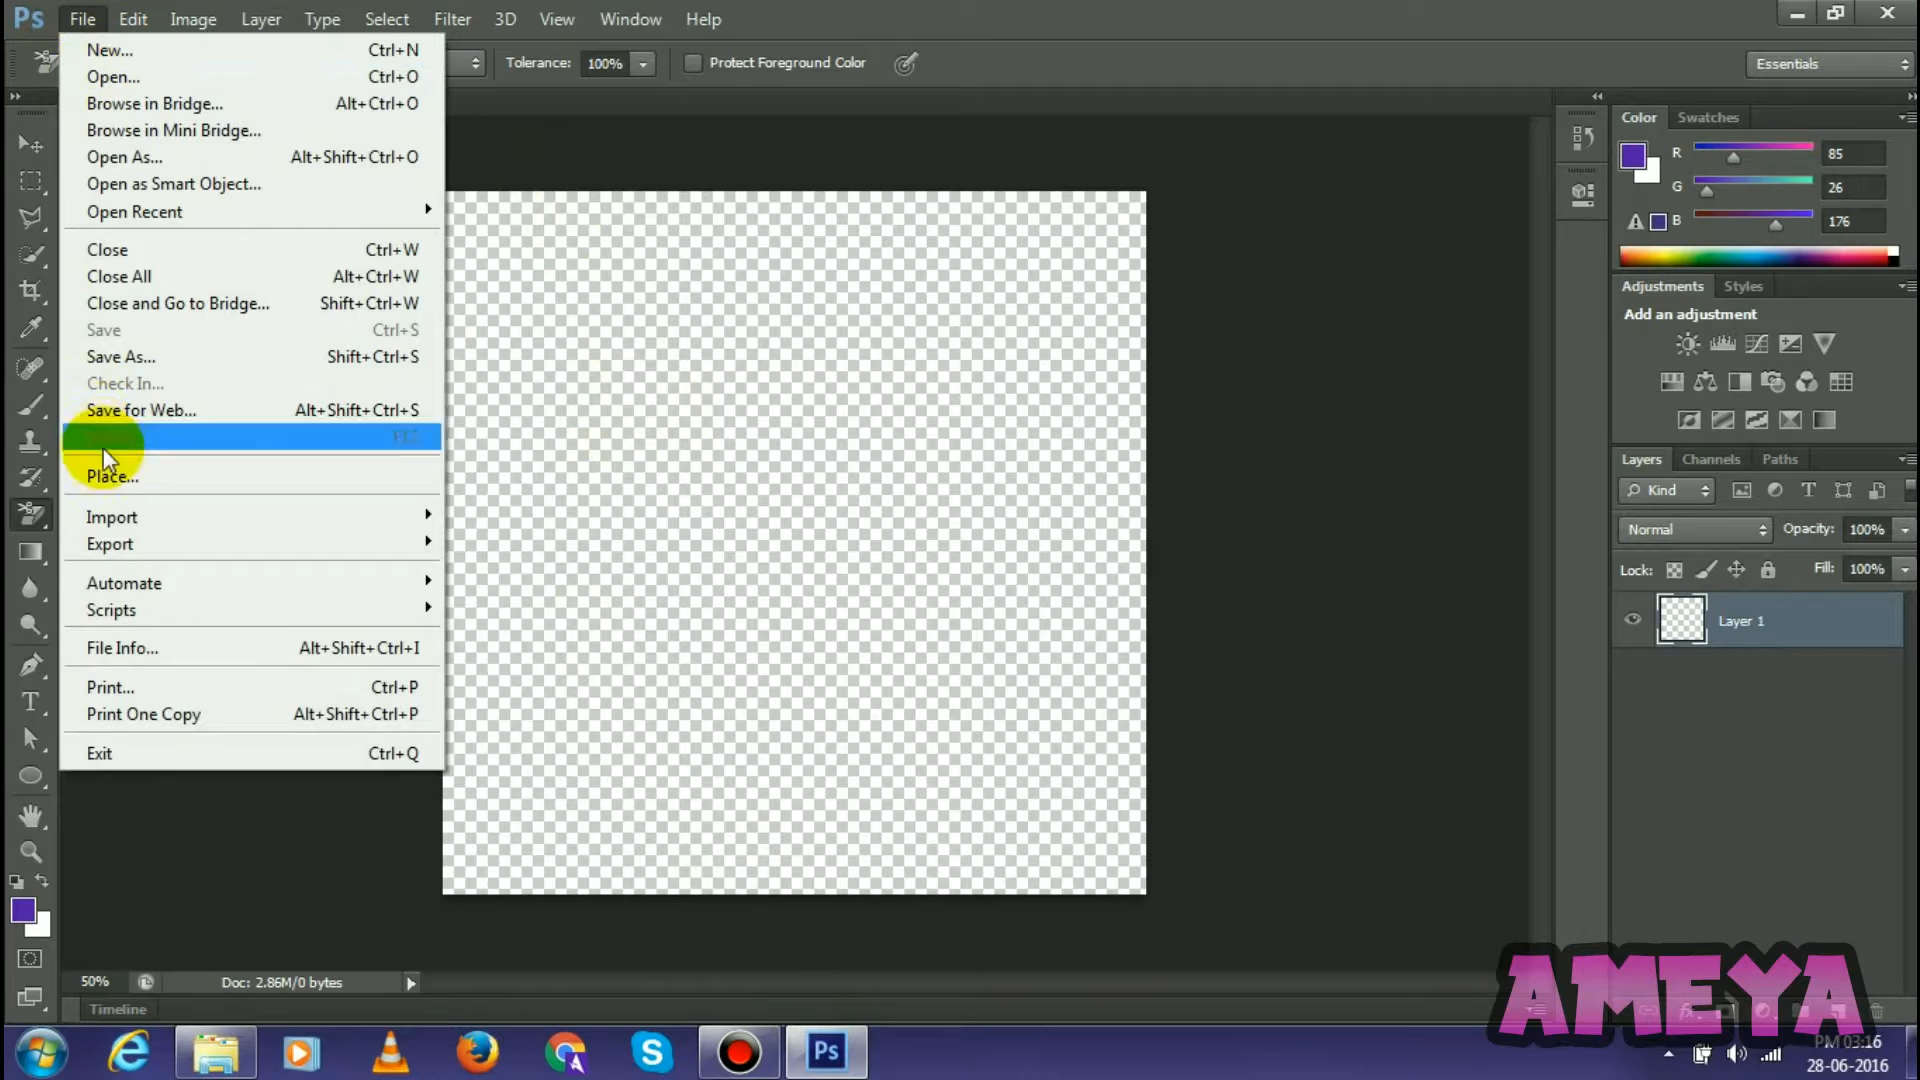 Ps File Edit Image Layer Type Select Filter 3D View Window Help
Tolerance: 100% Protect Foreground Color Essentials
New... Ctrl+N
Open... Ctrl+O
Browse in Bridge... Alt+Ctrl+O
Browse in Mini Bridge...
Open As... Alt+Shift+Ctrl+O
Open as Smart Object...
Open Recent
Close Ctrl+W
Close All Alt+Ctrl+W
Close and Go to Bridge... Shift+Ctrl+W
Save Ctrl+S
Save As... Shift+Ctrl+S
Check In...
Save for Web... Alt+Shift+Ctrl+S
Place...
Import
Export
Automate
Scripts
File Info... Alt+Shift+Ctrl+I
Print... Ctrl+P
Print One Copy Alt+Shift+Ctrl+P
Exit Ctrl+Q
Color Swatches
R 85
G 26
B 176
Adjustments Styles
Add an adjustment
Layers Channels Paths
Kind
Normal Opacity: 100%
Lock: Fill: 100%
Layer 1
50% Doc: 2.86M/0 bytes
Timeline
AMEYA
Ps
PM 03:16
28-06-2016